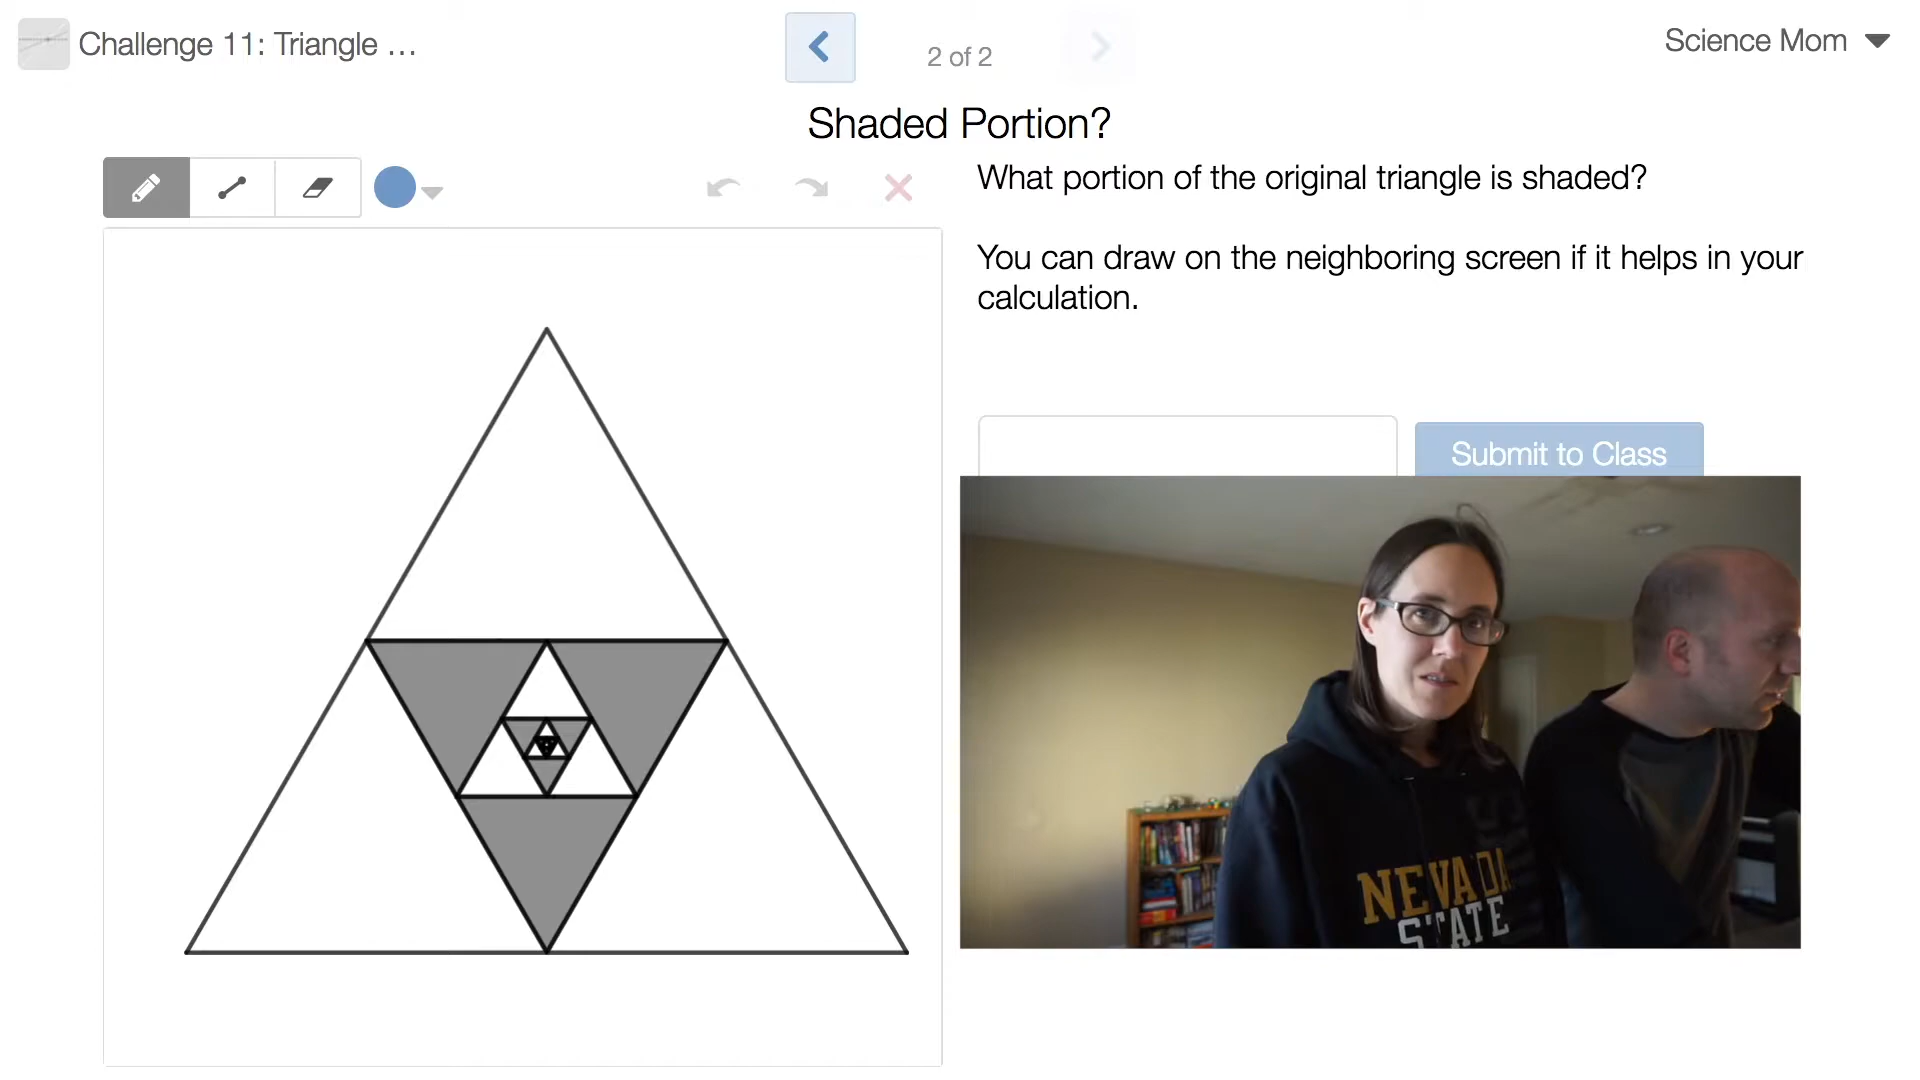 Challenge 11: Triangle ...
2 of 2
Science Mom
Shaded Portion?
What portion of the original triangle is shaded?
You can draw on the neighboring screen if it helps in your
calculation.
Submit to Class
NEVADA
STATE